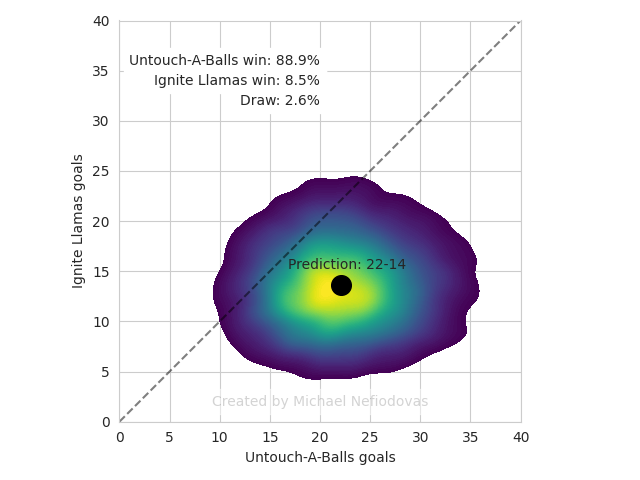 Untouch-A-Balls win: 88.9%
Ignite Llamas win: 8.5%
Draw: 2.6%
Prediction: 22-14
Created by Michael Nefiodovas
40
35
30
25
20
15
10
5
0
Ignite Llamas goals
0 5 10 15 20 25 30 35 40
Untouch-A-Balls goals